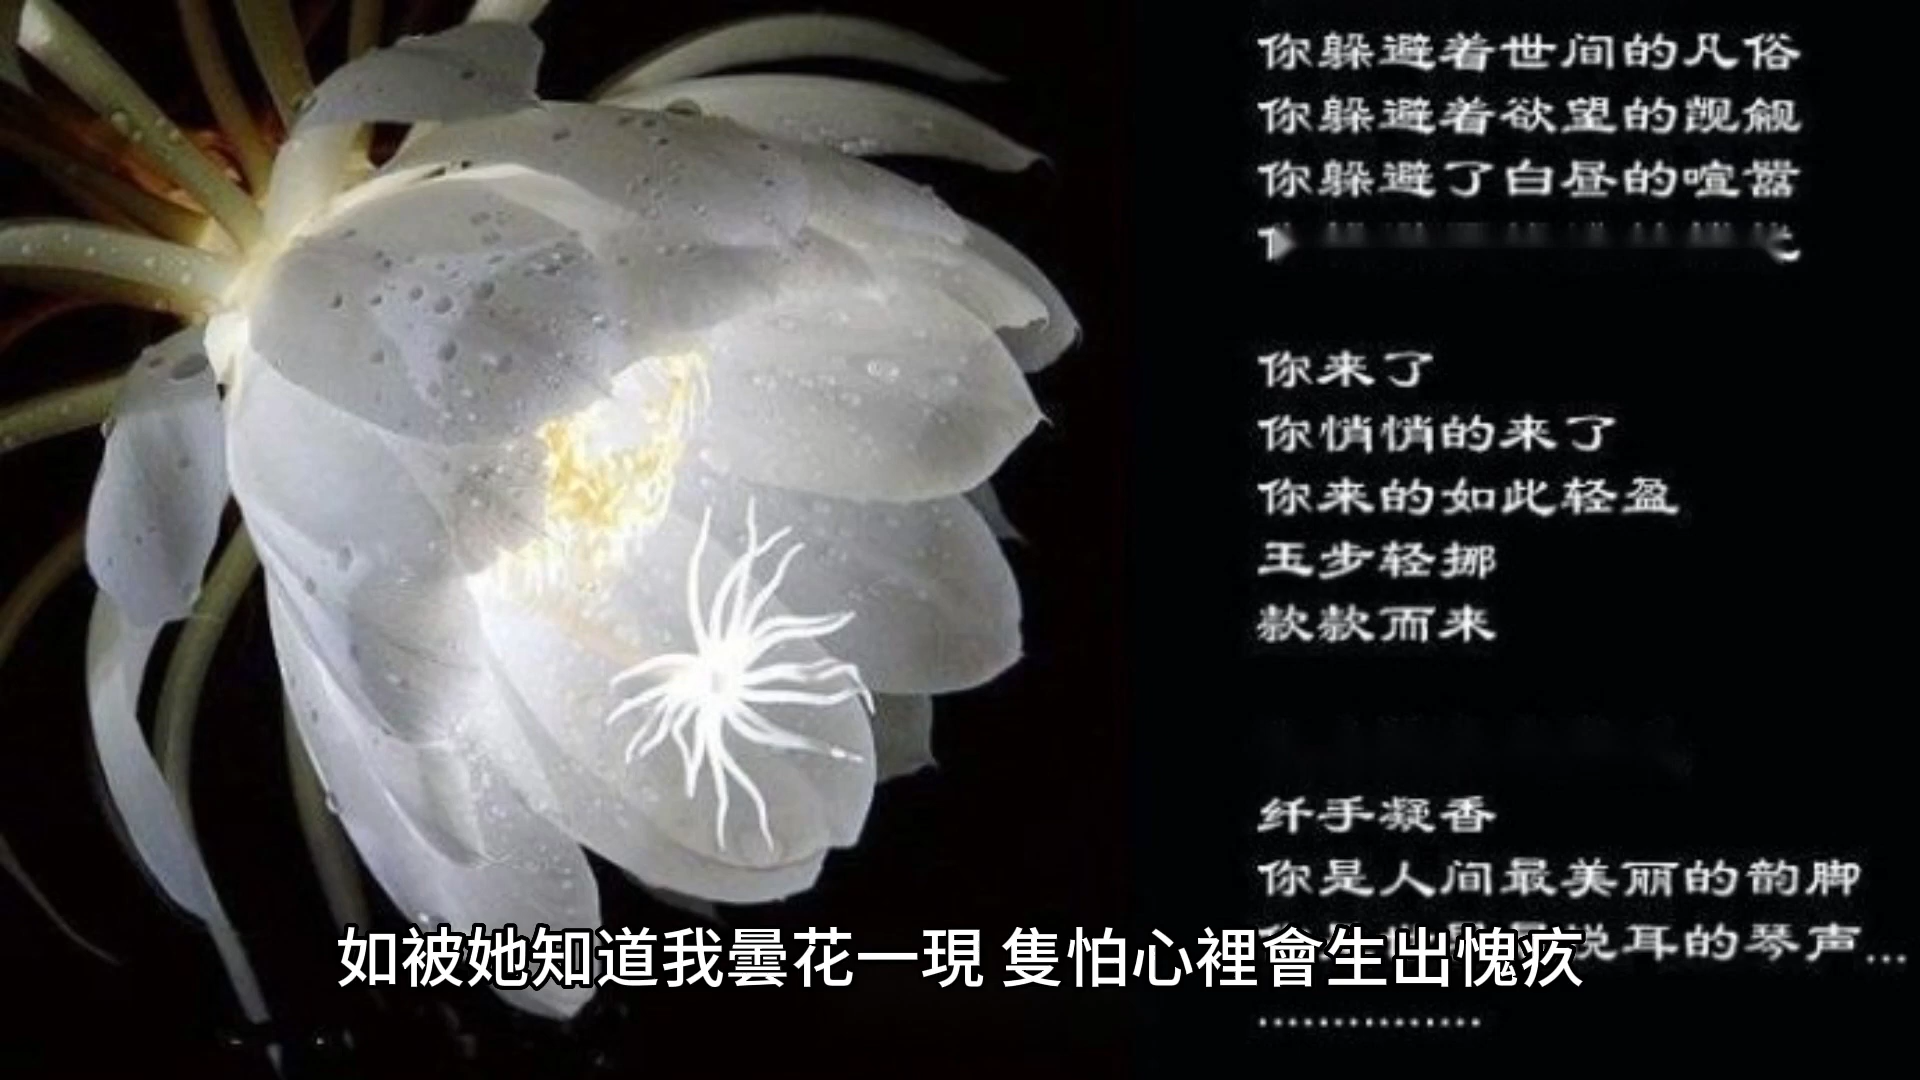 你躲避着世间的凡俗
你躲避着欲望的觊觎
你躲避了白昼的喧嚣
你来了
你悄悄的来了
你来的如此轻盈
玉步轻挪
款款而来
纤手凝香
你是人间最美丽的韵脚
悦耳的琴声...
如被她知道我曇花一現 隻怕心裡會生出愧疚
...............